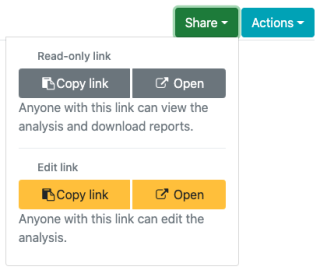 Share Actions
Read-only link
Copy link Open
Anyone with this link can view the
analysis and download reports.
Edit link
Copy link Open
Anyone with this link can edit the
analysis.